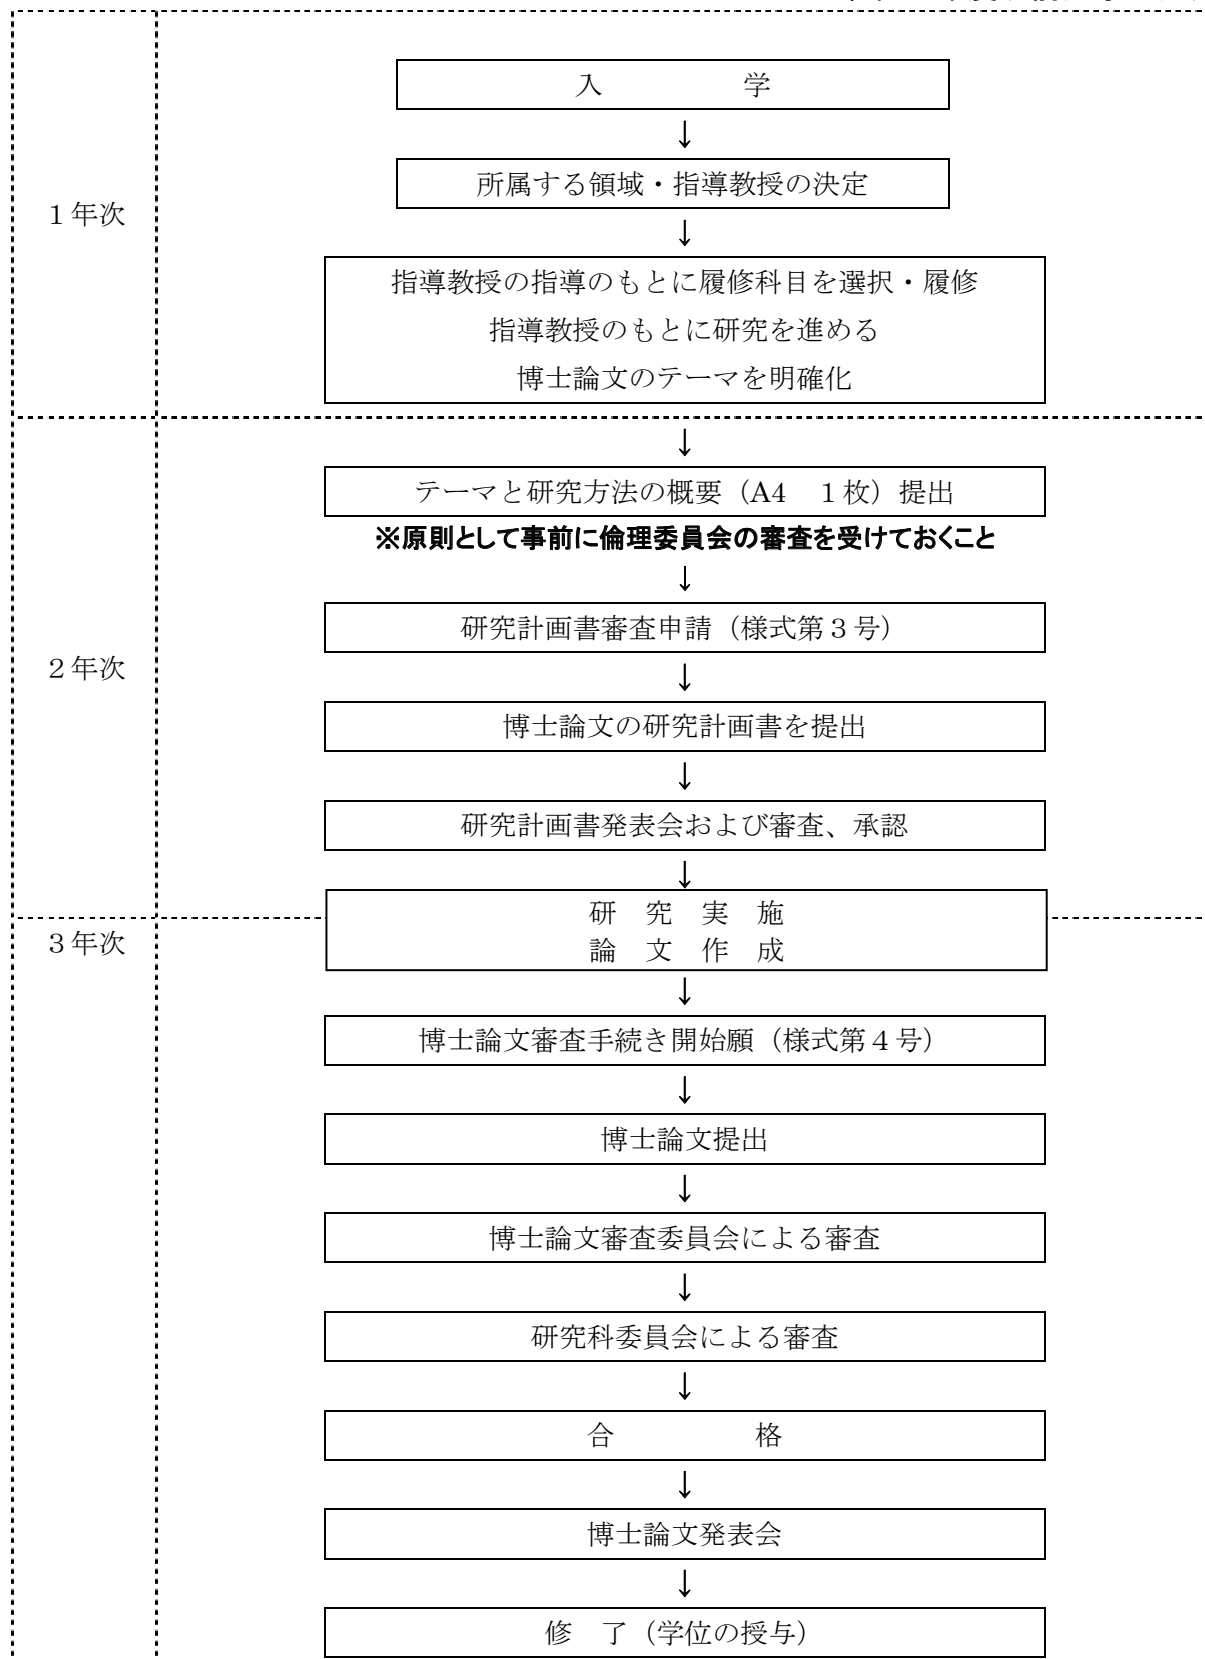 入　　　　　学
↓
所属する領域・指導教授の決定
１年次
↓
指導教授の指導のもとに履修科目を選択・履修
指導教授のもとに研究を進める
博士論文のテーマを明確化
↓
テーマと研究方法の概要（A4　１枚）提出
※原則として事前に倫理委員会の審査を受けておくこと
↓
研究計画書審査申請（様式第３号）
２年次
↓
博士論文の研究計画書を提出
↓
研究計画書発表会および審査、承認
↓
研　究　実　施
３年次
論　文　作　成
↓
博士論文審査手続き開始願（様式第４号）
↓
博士論文提出
↓
博士論文審査委員会による審査
↓
研究科委員会による審査
↓
合　　　　　格
↓
博士論文発表会
↓
修　了（学位の授与）